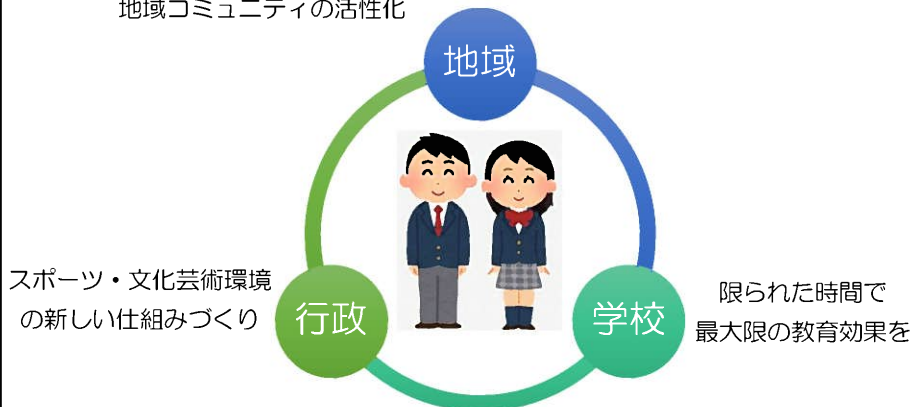 地域コミュニティの活性化
地域
スポーツ・文化芸術環境
の新しい仕組みづくり
行政
学校
限られた時間で
最大限の教育効果を